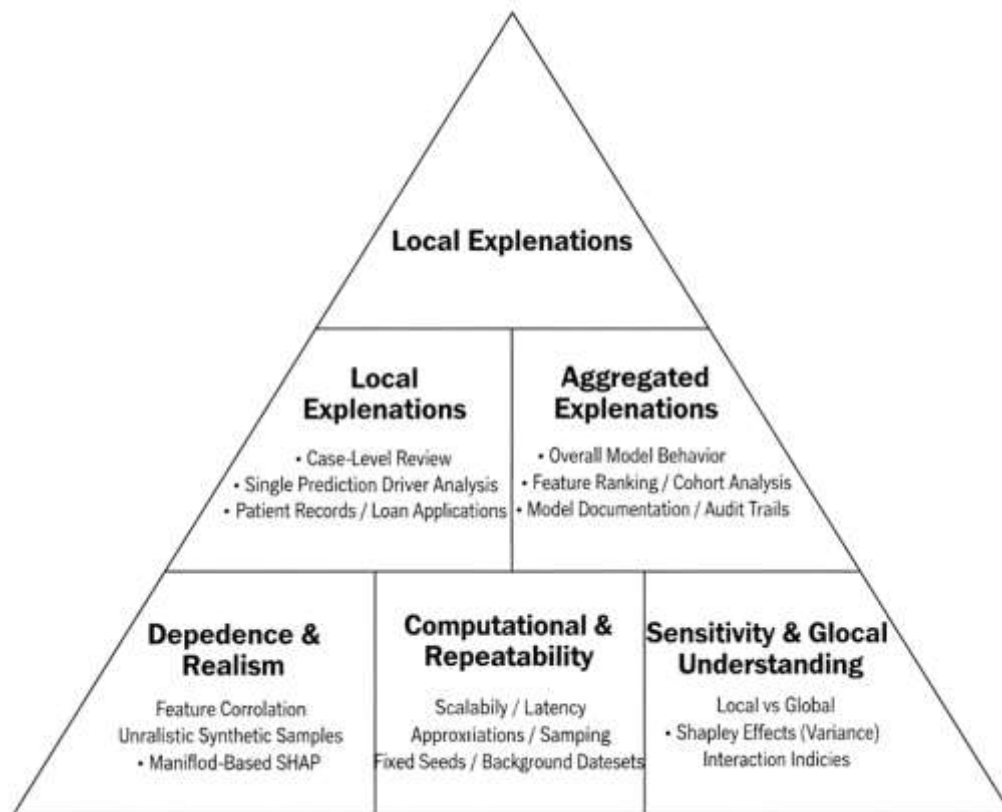 Local Explenations
Local
Explenations
• Case-Level Review
• Single Prediction Driver Analysis
• Patient Records / Loan Applications
Aggregated
Explenations
• Overall Model Behavior
• Feature Ranking / Cohort Analysis
• Model Documentation / Audit Trails
Depedence &
Realism
Feature Corrolation
Unralistic Synthetic Samples
• Maniflod-Based SHAP
Computational &
Repeatability
Scalabily / Latency
Approxiiations / Samping
Fixed Seeds / Background Datesets
Sensitivity & Glocal
Understanding
Local vs Global
• Shapley Effects (Variance)
Interaction Indicies